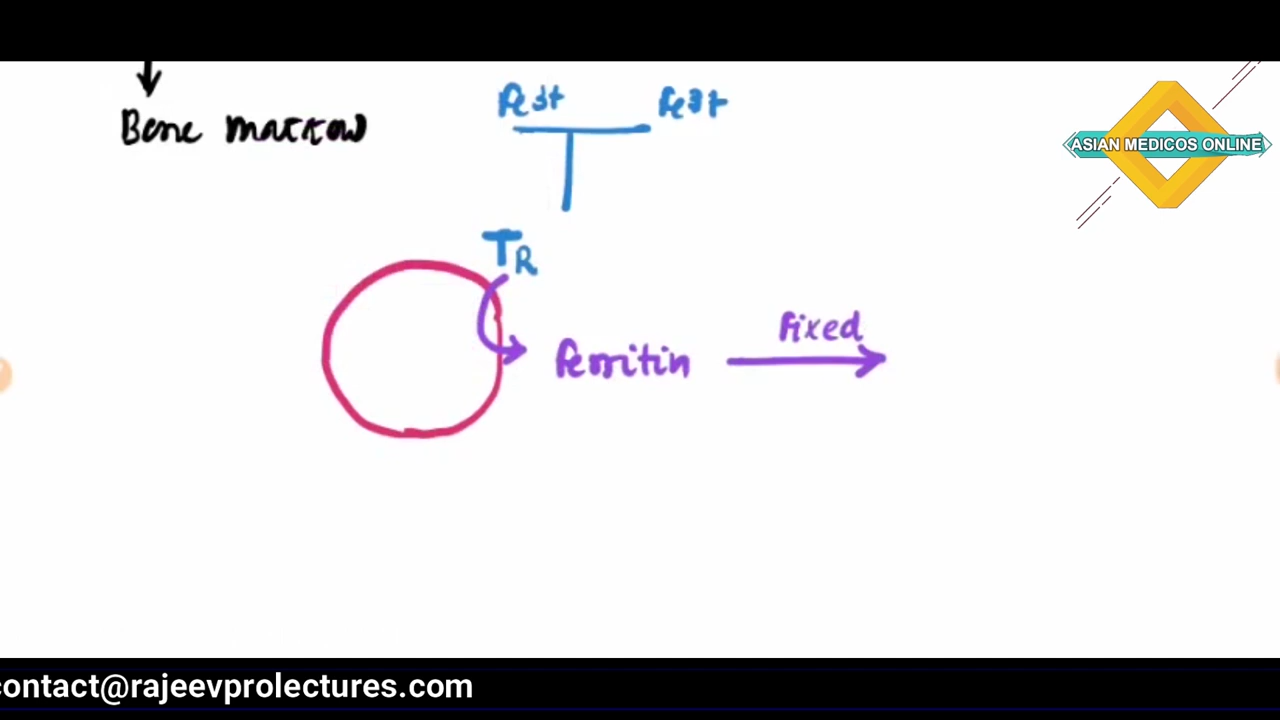 Fe3+ Fe3+
Bone marrow
ASIAN MEDICOS ONLINE
TR
Fixed
Ferritin
contact@rajeevprolectures.com